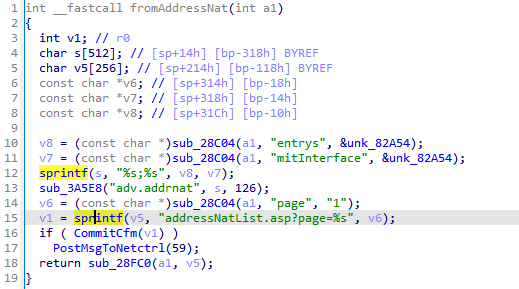 1 int __fastcall fromAddressNat(int a1)
2 {
3 int v1; // r0
4 char s[512]; // [sp+14h] [bp-318h] BYREF
5 char v5[256]; // [sp+214h] [bp-118h] BYREF
6 const char *v6; // [sp+314h] [bp-18h]
7 const char *v7; // [sp+318h] [bp-14h]
8 const char *v8; // [sp+31Ch] [bp-10h]
9
10 v8 = (const char *)sub_28C04(a1, "entrys", &unk_82A54);
11 v7 = (const char *)sub_28C04(a1, "mitInterface", &unk_82A54);
12 sprintf(s, "%s;%s", v8, v7);
13 sub_3A5E8("adv.addrnat", s, 126);
14 v6 = (const char *)sub_28C04(a1, "page", "1");
15 v1 = sprintf(v5, "addressNatList.asp?page=%s", v6);
16 if ( CommitCfm(v1) )
17 PostMsgToNetctrl(59);
18 return sub_28FC0(a1, v5);
19 }